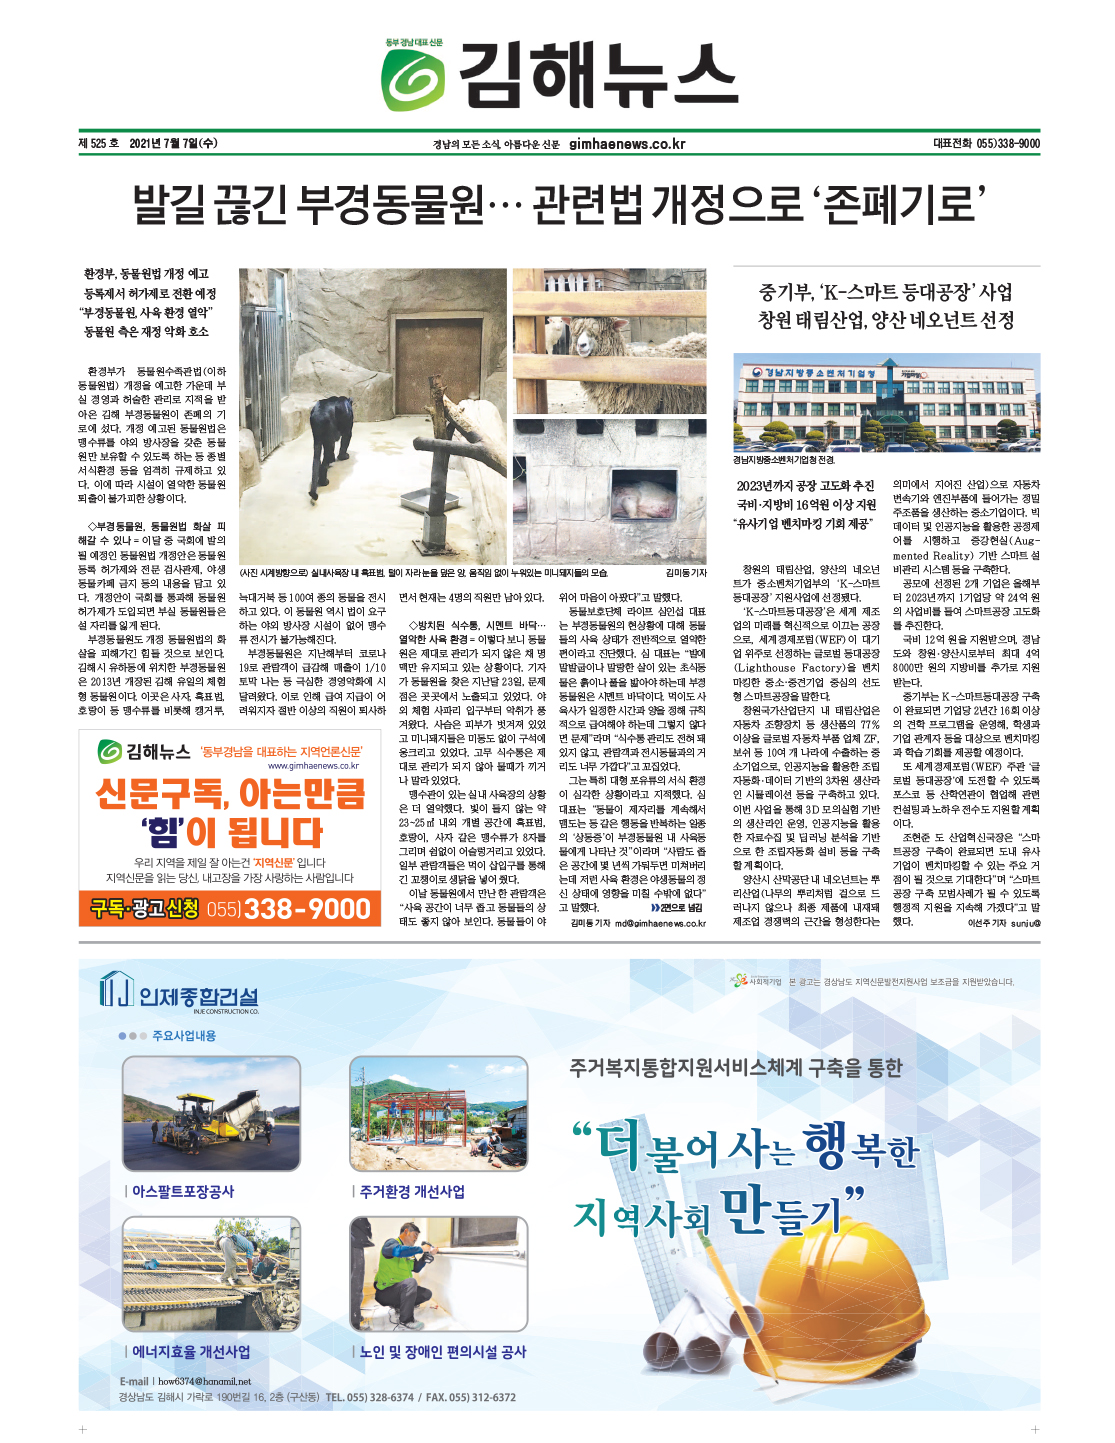 동부 경남 대표 신문
김해뉴스
제 525 호 2021년 7월 7일(수)
경남의 모든 소식, 아름다운 신문 gimhaenews.co.kr
대표전화 055)338-9000
발길 끊긴 부경동물원… 관련법 개정으로 ‘존폐기로’
환경부, 동물원법 개정 예고
등록제서 허가제로 전환 예정
“부경동물원, 사육 환경 열악”
동물원 측은 재정 악화 호소
환경부가 동물원수족관법(이하
동물원법) 개정을 예고한 가운데 부
실 경영과 허술한 관리로 지적을 받
아온 김해 부경동물원이 존폐의 기
로에 섰다. 개정 예고된 동물원법은
맹수류를 야외 방사장을 갖춘 동물
원만 보유할 수 있도록 하는 등 종별
서식환경 등을 엄격히 규제하고 있
다. 이에 따라 시설이 열악한 동물원
퇴출이 불가피한 상황이다.
◇부경동물원, 동물원법 화살 피
해갈 수 있나 = 이달 중 국회에 발의
될 예정인 동물원법 개정안은 동물원
등록 허가제와 전문 검사관제, 야생
동물카페 금지 등의 내용을 담고 있
다. 개정안이 국회를 통과해 동물원
허가제가 도입되면 부실 동물원들은
설 자리를 잃게 된다.
부경동물원도 개정 동물원법의 화
살을 피해가긴 힘들 것으로 보인다.
김해시 유하동에 위치한 부경동물원
은 2013년 개장된 김해 유일의 체험
형 동물원이다. 이곳은 사자, 흑표범,
호랑이 등 맹수류를 비롯해 캥거루,
(사진 시계방향으로) 실내사육장 내 흑표범, 털이 자라 눈을 덮은 양, 움직임 없이 누워있는 미니돼지들의 모습. 김미동 기자
늑대거북 등 100여 종의 동물을 전시
하고 있다. 이 동물원 역시 법이 요구
하는 야외 방사장 시설이 없어 맹수
류 전시가 불가능해진다.
부경동물원은 지난해부터 코로나
19로 관람객이 급감해 매출이 1/10
토막 나는 등 극심한 경영악화에 시
달려왔다. 이로 인해 급여 지급이 어
려워지자 절반 이상의 직원이 퇴사하
면서 현재는 4명의 직원만 남아 있다.
◇방치된 식수통, 시멘트 바닥…
열악한 사육 환경 = 이렇다 보니 동물
원은 제대로 관리가 되지 않은 채 명
맥만 유지되고 있는 상황이다. 기자
가 동물원을 찾은 지난달 23일, 문제
점은 곳곳에서 노출되고 있었다. 야
외 체험 사파리 입구부터 악취가 풍
겨왔다. 사슴은 피부가 벗겨져 있었
고 미니돼지들은 미동도 없이 구석에
웅크리고 있었다. 고무 식수통은 제
대로 관리가 되지 않아 물때가 끼거
나 말라 있었다.
맹수관이 있는 실내 사육장의 상황
은 더 열악했다. 빛이 들지 않는 약
23~25㎡ 내외 개별 공간에 흑표범,
호랑이, 사자 같은 맹수류가 8자를
그리며 쉼없이 어슬렁거리고 있었다.
일부 관람객들은 먹이 삽입구를 통해
긴 꼬챙이로 생닭을 넣어 줬다.
이날 동물원에서 만난 한 관람객은
“사육 공간이 너무 좁고 동물들의 상
태도 좋지 않아 보인다. 동물들이 야
위어 마음이 아팠다”고 말했다.
동물보호단체 라이프 심인섭 대표
는 부경동물원의 현상황에 대해 동물
들의 사육 상태가 전반적으로 열악한
편이라고 진단했다. 심 대표는 “발에
발발굽이나 말랑한 살이 있는 초식동
물은 흙이나 풀을 밟아야 하는데 부경
동물원은 시멘트 바닥이다. 먹이도 사
육사가 일정한 시간과 양을 정해 규칙
적으로 급여해야 하는데 그렇지 않다
면 문제”라며 “식수통 관리도 전혀 돼
있지 않고, 관람객과 전시동물과의 거
리도 너무 가깝다”고 꼬집었다.
그는 특히 대형 포유류의 서식 환경
이 심각한 상황이라고 지적했다. 심
대표는 “동물이 제자리를 계속해서
맴도는 등 같은 행동을 반복하는 일종
의 ‘상동증’이 부경동물원 내 사육동
물에게 나타난 것”이라며 “사람도 좁
은 공간에 몇 년씩 가둬두면 미쳐버리
는데 저런 사육 환경은 야생동물의 정
신 상태에 영향을 미칠 수밖에 없다”
고 말했다. 2면으로 넘김
김미동 기자 md@gimhaenews.co.kr
김해뉴스 ‘동부경남을 대표하는 지역언론신문’
www.gimhaenews.co.kr
신문구독, 아는만큼
‘힘’이 됩니다
우리 지역을 제일 잘 아는건 ‘지역신문’ 입니다
지역신문을 읽는 당신, 내고장을 가장 사랑하는 사람입니다
구독·광고 신청 055)338-9000
중기부, ‘K-스마트 등대공장’ 사업
창원 태림산업, 양산 네오넌트 선정
경남지방중소벤처기업청
경남지방중소벤처기업청 전경.
2023년까지 공장 고도화 추진
국비·지방비 16억원 이상 지원
“유사기업 벤치마킹 기회 제공”
창원의 태림산업, 양산의 네오넌
트가 중소벤처기업부의 ‘K-스마트
등대공장’ 지원사업에 선정됐다.
‘K-스마트등대공장’은 세계 제조
업의 미래를 혁신적으로 이끄는 공장
으로, 세계경제포럼(WEF)이 대기
업 위주로 선정하는 글로벌 등대공장
(Lighthouse Factory)을 벤치
마킹한 중소·중견기업 중심의 선도
형 스마트공장을 말한다.
창원국가산업단지 내 태림산업은
자동차 조향장치 등 생산품의 77%
이상을 글로벌 자동차 부품 업체 ZF,
보쉬 등 10여 개 나라에 수출하는 중
소기업으로, 인공지능을 활용한 조립
자동화·데이터 기반의 3차원 생산라
인 시뮬레이션 등을 구축하고 있다.
이번 사업을 통해 3D 모의실험 기반
의 생산라인 운영, 인공지능을 활용
한 자료수집 및 딥러닝 분석을 기반
으로 한 조립자동화 설비 등을 구축
할 계획이다.
양산시 산막공단 내 네오넌트는 뿌
리산업(나무의 뿌리처럼 겉으로 드
러나지 않으나 최종 제품에 내재돼
제조업 경쟁력의 근간을 형성한다는
의미에서 지어진 산업)으로 자동차
변속기와 엔진부품에 들어가는 정밀
주조품을 생산하는 중소기업이다. 빅
데이터 및 인공지능을 활용한 공정제
어를 시행하고 증강현실(Aug-
mented Reality) 기반 스마트 설
비관리 시스템 등을 구축한다.
공모에 선정된 2개 기업은 올해부
터 2023년까지 1기업당 약 24억 원
의 사업비를 들여 스마트공장 고도화
를 추진한다.
국비 12억 원을 지원받으며, 경남
도와 창원·양산시로부터 최대 4억
8000만 원의 지방비를 추가로 지원
받는다.
중기부는 K-스마트등대공장 구축
이 완료되면 기업당 2년간 16회 이상
의 견학 프로그램을 운영해, 학생과
기업 관계자 등을 대상으로 벤치마킹
과 학습 기회를 제공할 예정이다.
또 세계경제포럼(WEF) 주관 ‘글
로벌 등대공장’에 도전할 수 있도록
포스코 등 산학연관이 협업해 관련
컨설팅과 노하우 전수도 지원할 계획
이다.
조현준 도 산업혁신국장은 “스마
트공장 구축이 완료되면 도내 유사
기업이 벤치마킹할 수 있는 주요 거
점이 될 것으로 기대한다”며 “스마트
공장 구축 모범사례가 될 수 있도록
행정적 지원을 지속해 가겠다”고 말
했다. 이선주 기자 sunju@
인제종합건설
INJE CONSTRUCTION CO.
사회적기업 본 광고는 경상남도 지역신문발전지원사업 보조금을 지원받았습니다.
주요사업내용
아스팔트포장공사
주거환경 개선사업
에너지효율 개선사업
노인 및 장애인 편의시설 공사
주거복지통합지원서비스체계 구축을 통한
“더불어 사는 행복한
지역사회 만들기”
E-mail | how6374@hanamil.net
경상남도 김해시 가락로 190번길 16, 2층 (구산동) TEL. 055) 328-6374 / FAX. 055) 312-6372